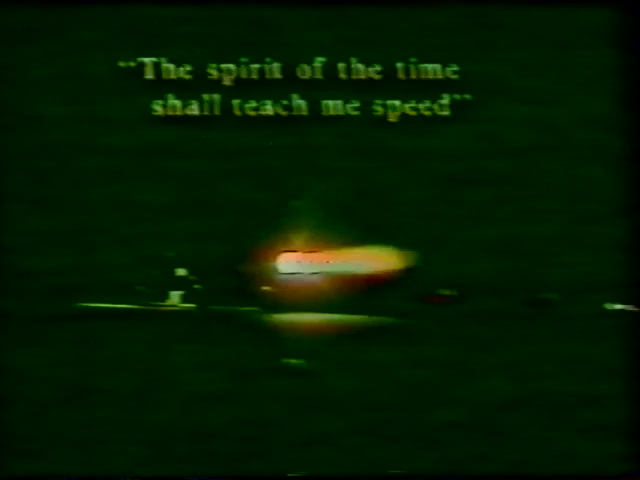 “The spirit of the time
shall teach me speed”